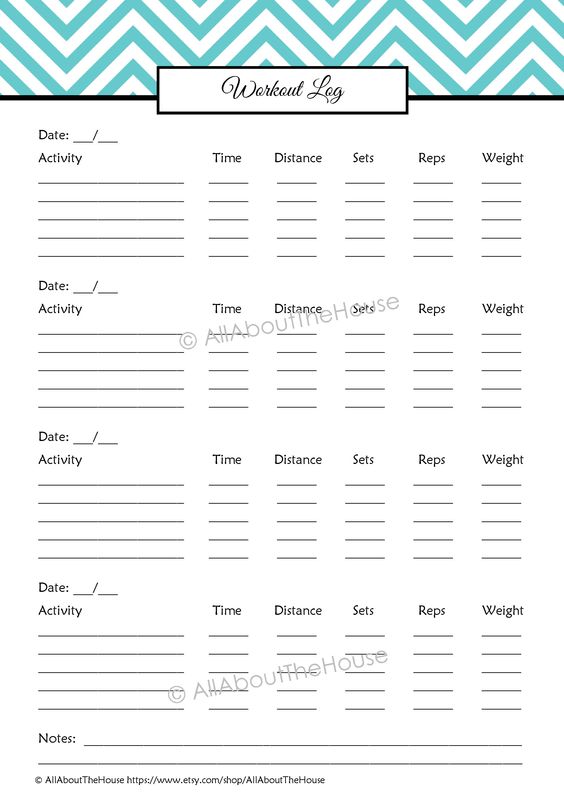 Workout Log
Date: ___/___
Activity Time Distance Sets Reps Weight
Date: ___/___
Activity Time Distance Sets Reps Weight
© AllAboutTheHouse
Date: ___/___
Activity Time Distance Sets Reps Weight
Date: ___/___
Activity Time Distance Sets Reps Weight
© AllAboutTheHouse
Notes:
© AllAboutTheHouse https://www.etsy.com/shop/AllAboutTheHouse